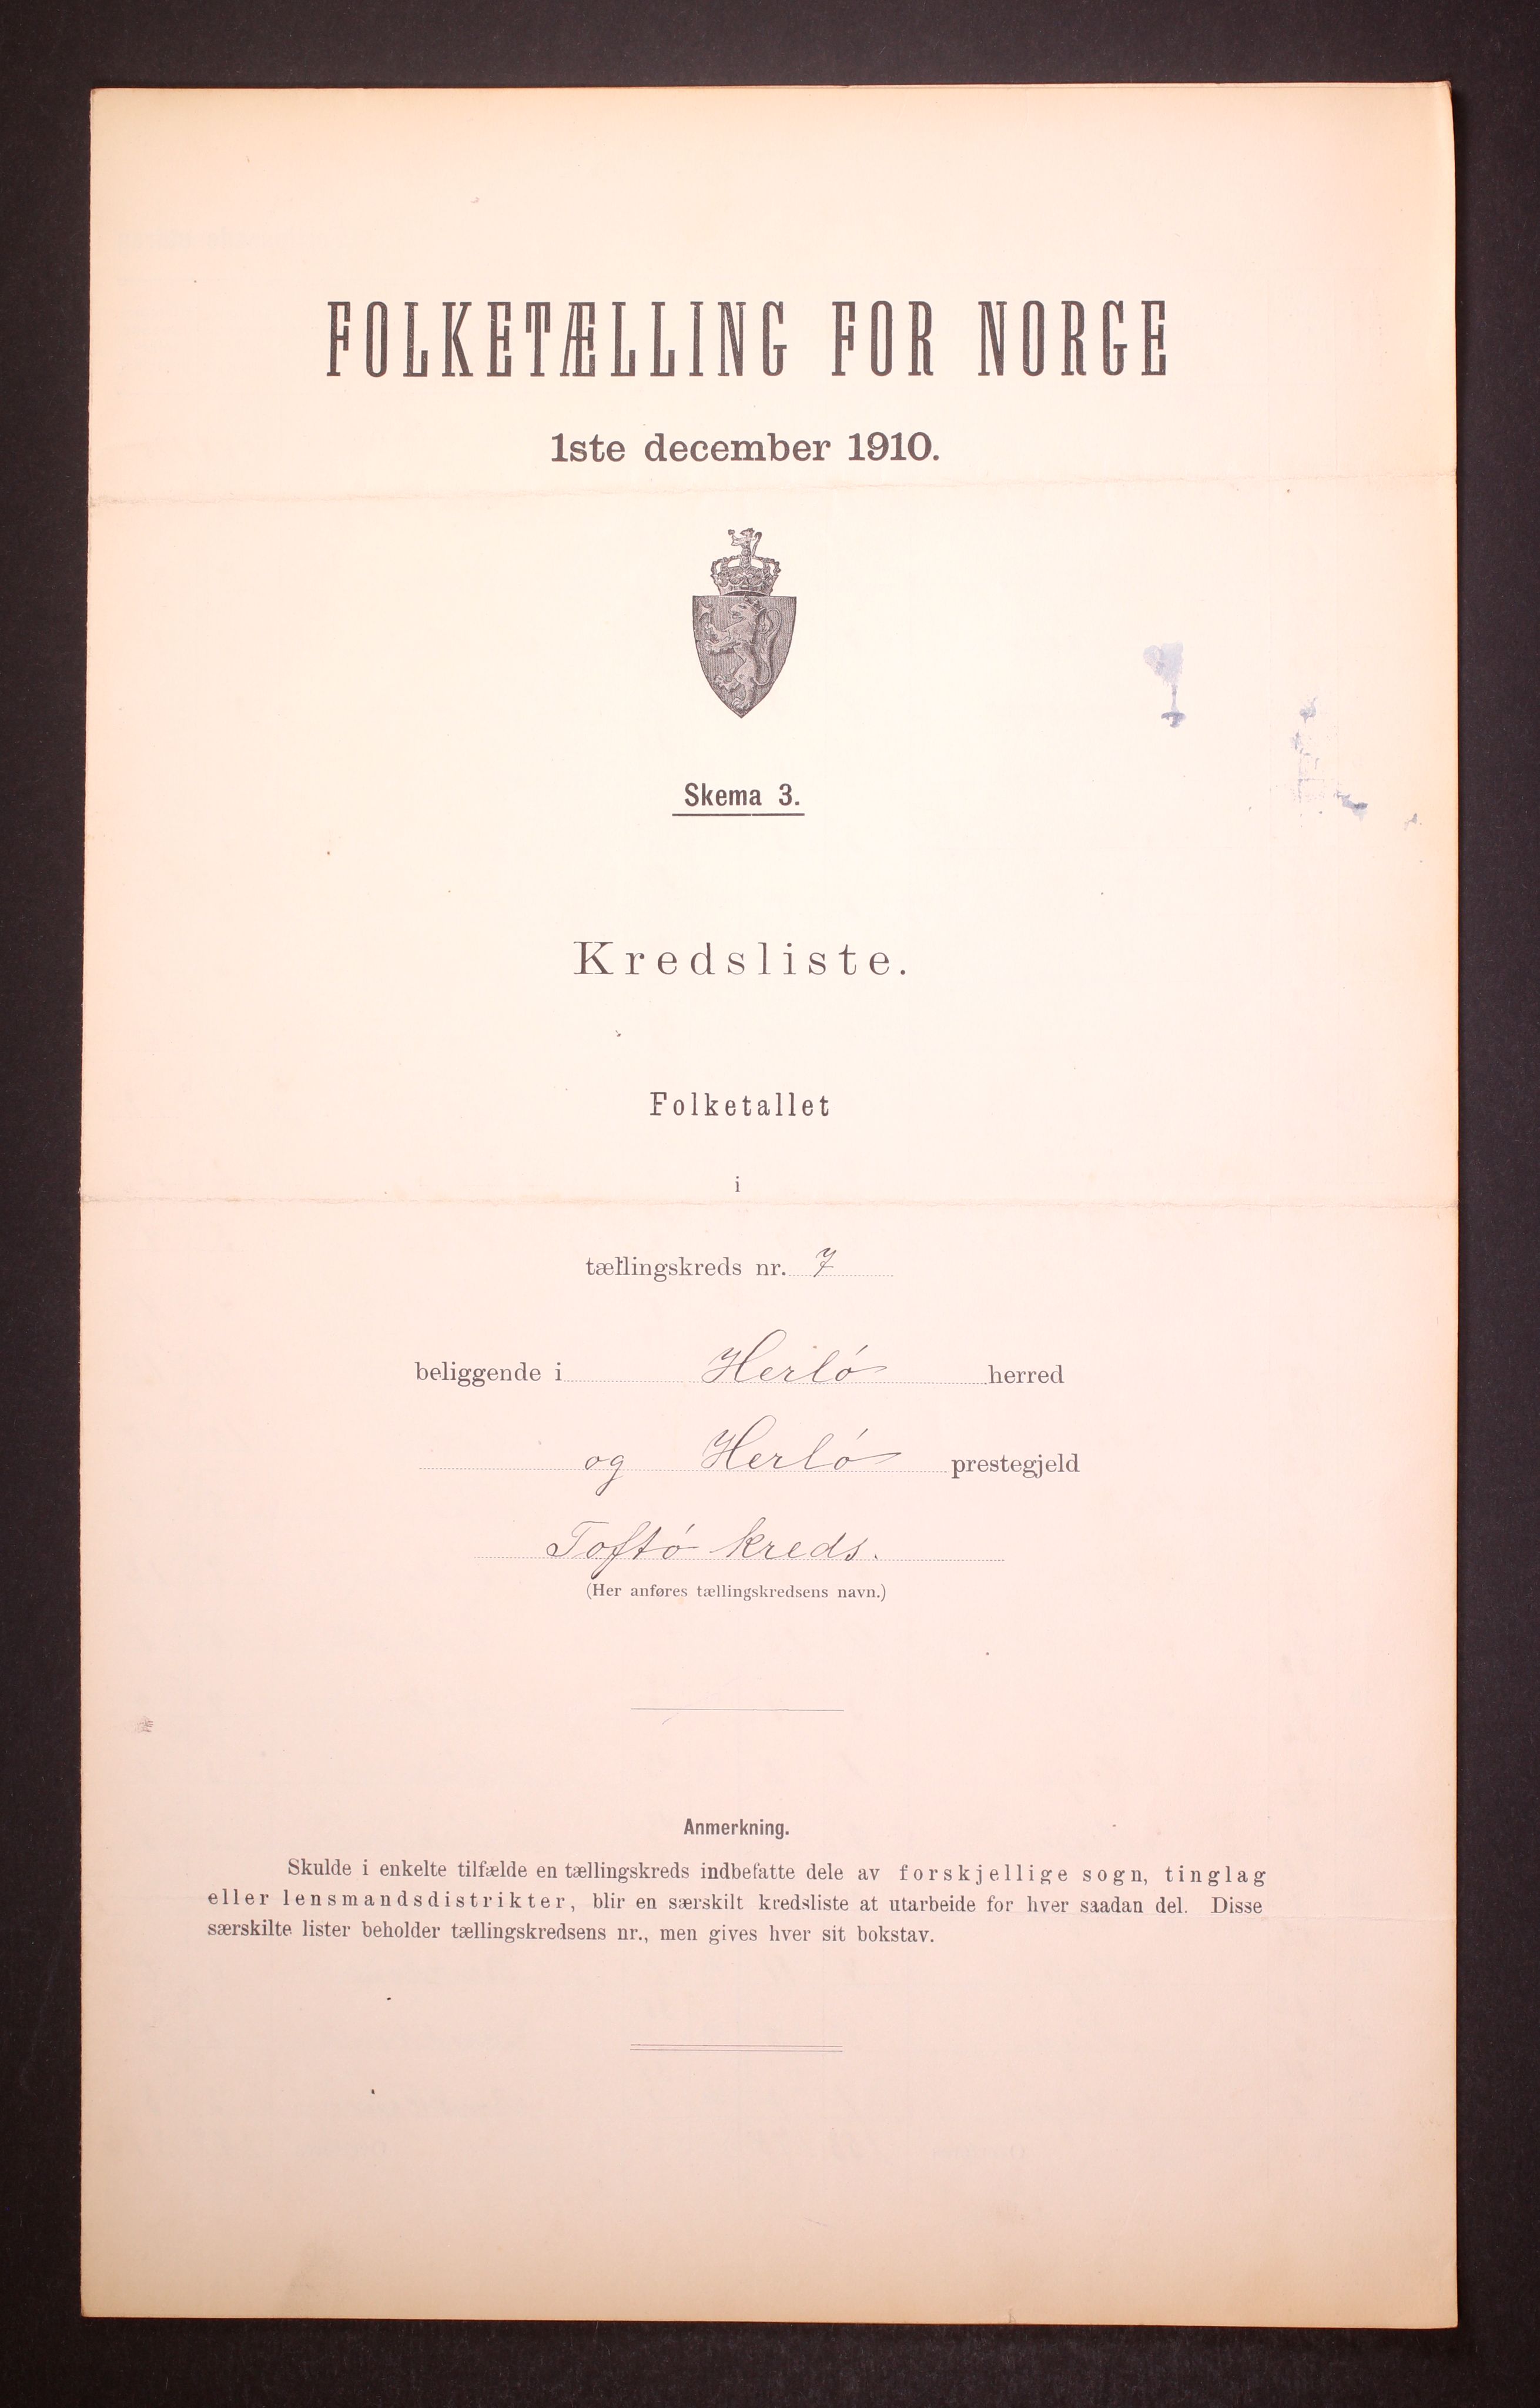 FOLKETÆLLING FOR NORGE
1ste december 1910.
Skema 3.
Kredsliste.
Folketallet
i
tællingskreds nr. 7
beliggende i Herló herred
og Herló prestegjeld
Toftó kreds.
(Her anføres tællingskredsens navn.)
Anmerkning.
Skulde i enkelte tilfælde en tællingskreds indbefatte dele av forskjellige sogn, tinglag
eller lensmandsdistrikter, blir en særskilt kredsliste at utarbeide for hver saadan del. Disse
særskilte lister beholder tællingskredsens nr., men gives hver sit bokstav.